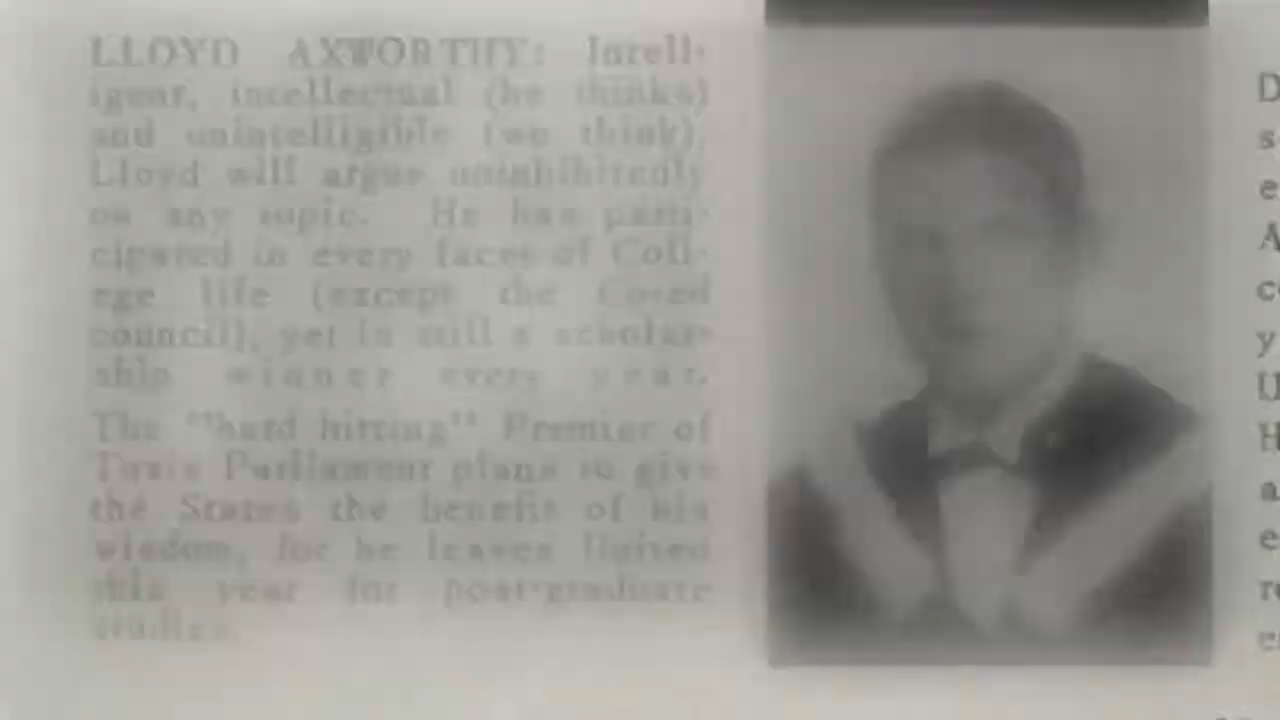 LLOYD AXWORTHY: Intell-
igent, intellectual (he thinks)
and unintelligible (we think),
Lloyd will argue uninhibitedly
on any topic. He has parti-
cipated in every facet of Coll-
ege life (except the Co-ed
council), yet is still a scholar-
ship winner every year.
The "hard hitting" Premier of
Tuxis Parliament plans to give
the States the benefit of his
wisdom, for he leaves United
this year for post-graduate
studies.
D
s
e
A
c
y
U
H
a
e
r
e